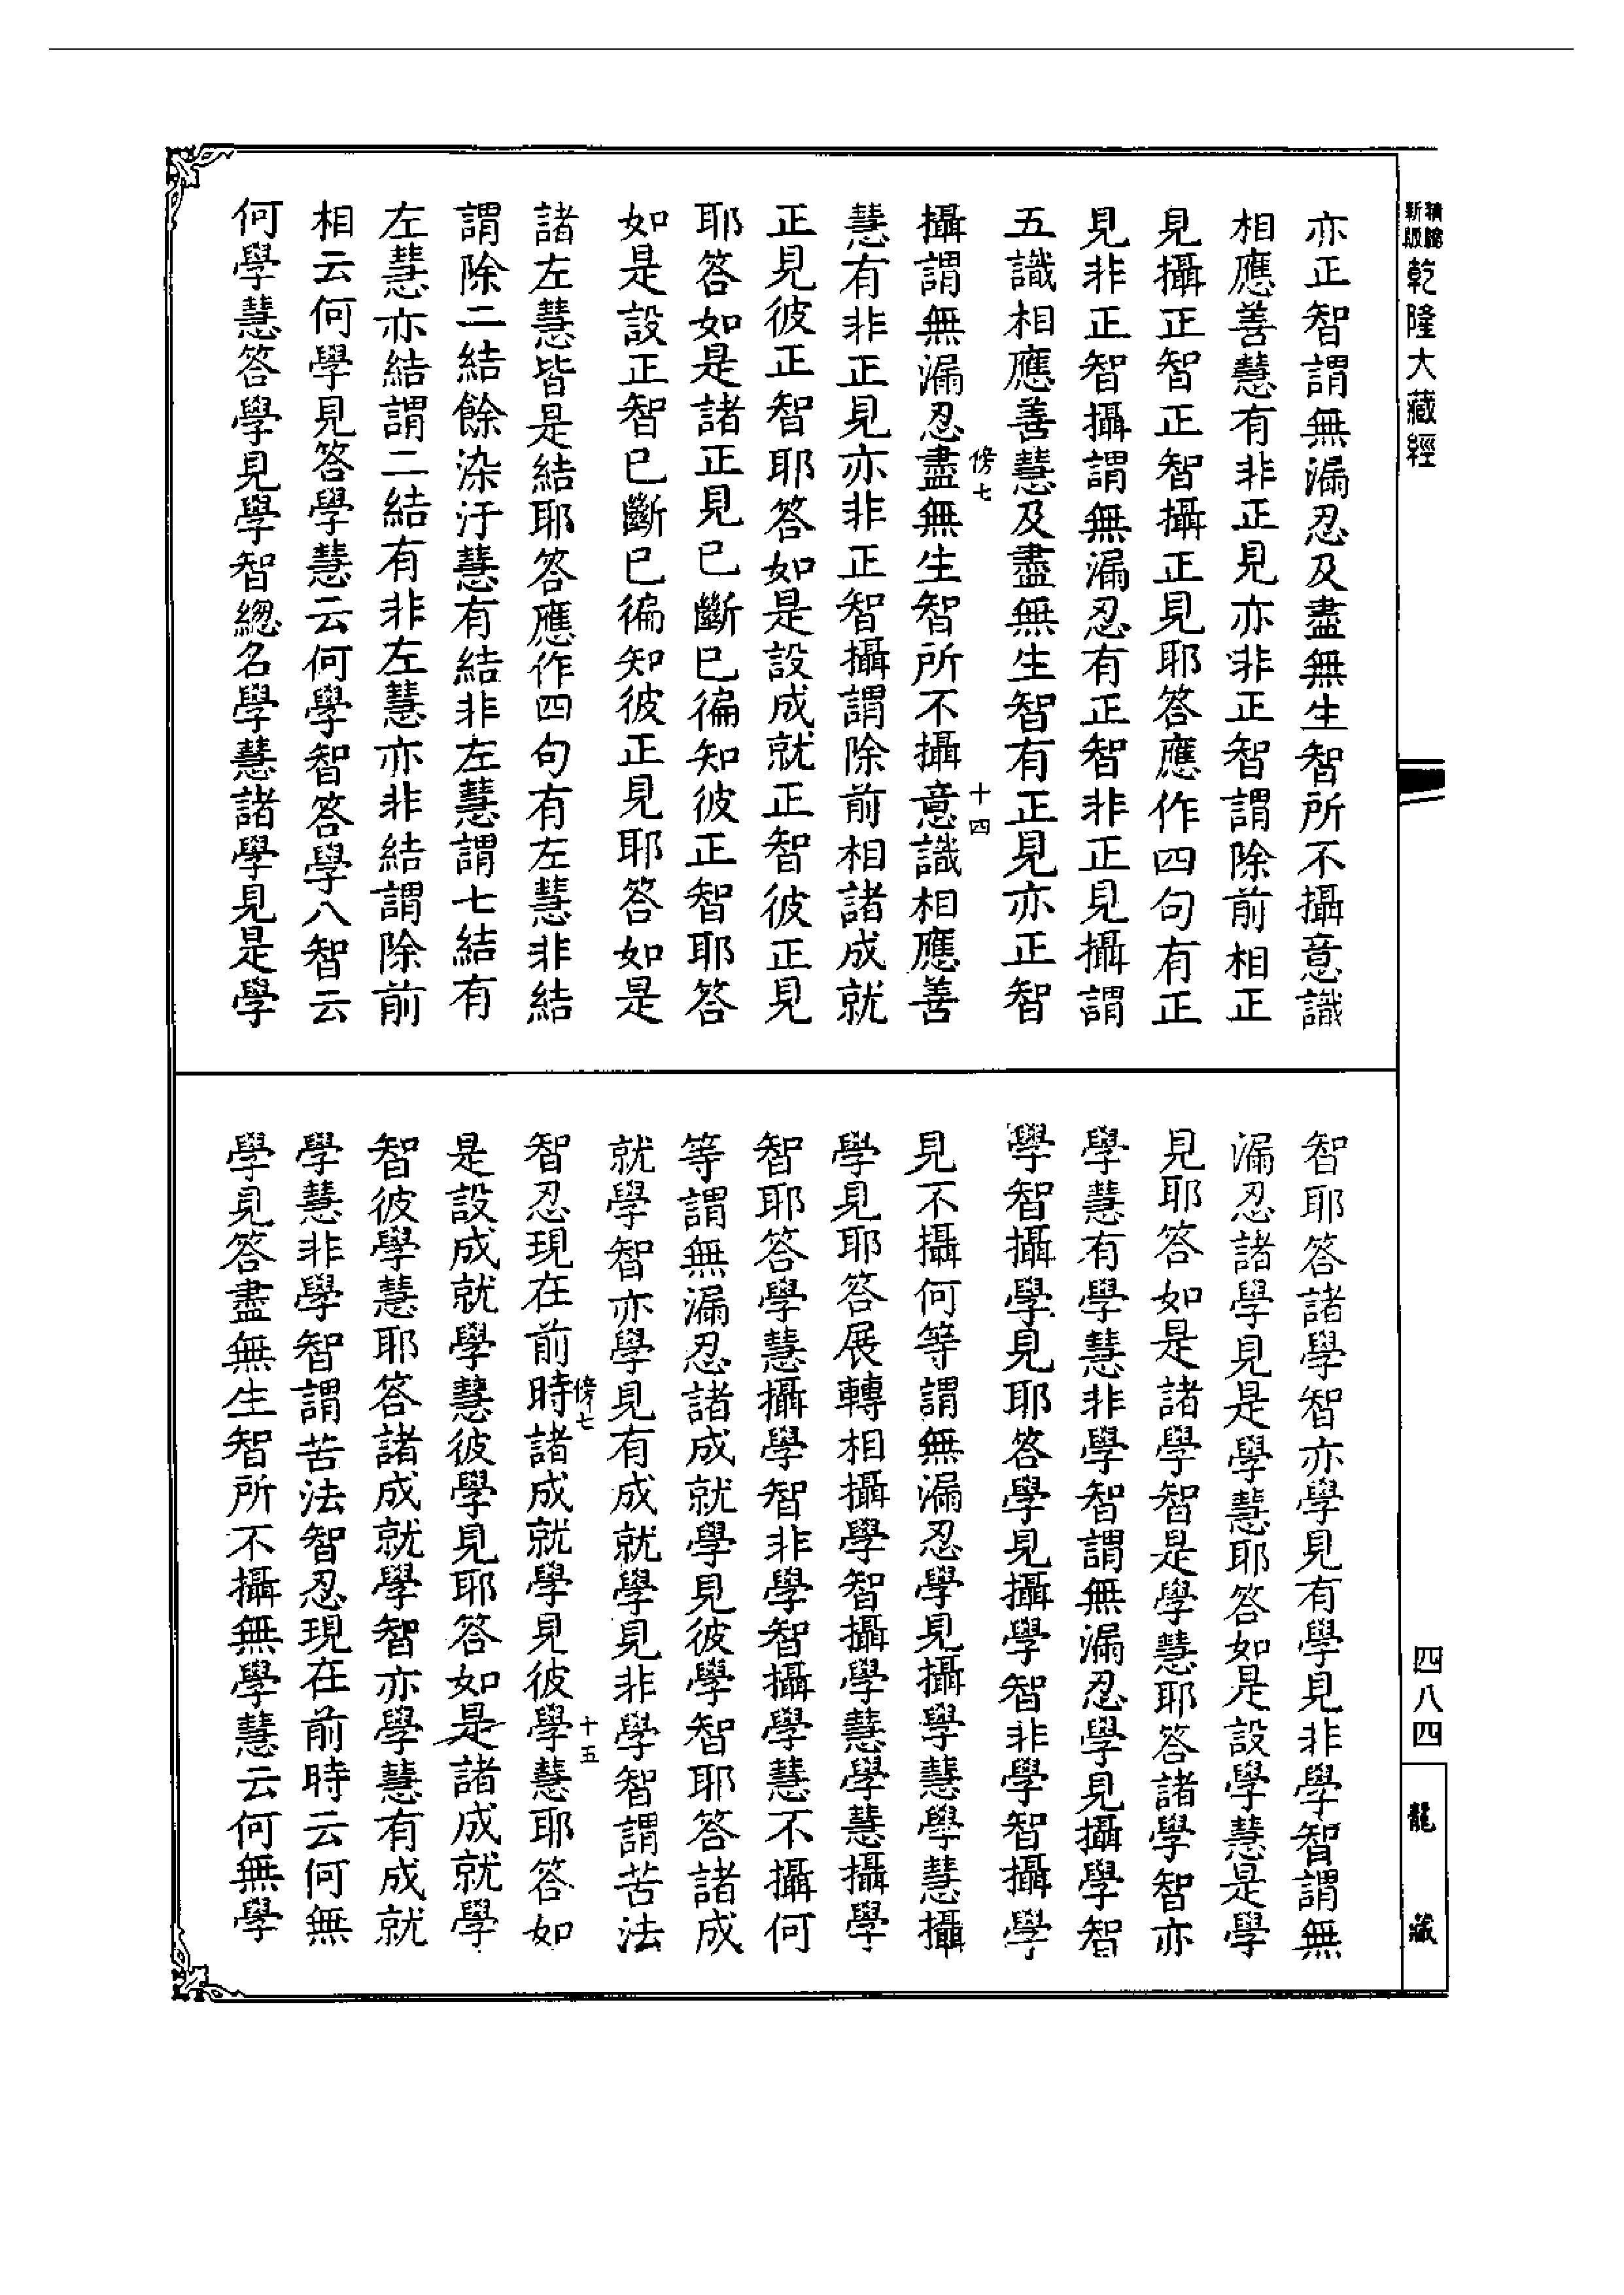 新版精縮乾隆大藏經
亦正智謂無漏忍及盡無生智所不攝意識
相應善慧有非正見亦非正智謂除前相正
見攝正智正智攝正見耶答應作四句有正
見非正智攝謂無漏忍有正智非正見攝謂
五識相應善慧及盡無生智有正見亦正智
攝謂無漏忍盡無生智所不攝意識相應善
傍七
十四
慧有非正見亦非正智攝謂除前相諸成就
正見彼正智耶答如是設成就正智彼正見
耶答如是諸正見已斷已徧知彼正智耶答
如是設正智已斷已徧知彼正見耶答如是
諸左慧皆是結耶答應作四句有左慧非結
謂除二結餘染汙慧有結非左慧謂七結有
左慧亦結謂二結有非左慧亦非結謂除前
相云何學見答學慧云何學智答學八智云
何學慧答學見學智總名學慧諸學見是學
智耶答諸學智亦學見有學見非學智謂無
漏忍諸學見是學慧耶答如是設學慧是學
見耶答如是諸學智是學慧耶答諸學智亦
學慧有學慧非學智謂無漏忍學見攝學智
學智攝學見耶答學見攝學智非學智攝學
見不攝何等謂無漏忍學見攝學慧學慧攝
學見耶答展轉相攝學智攝學慧學慧攝學
智耶答學慧攝學智非學智攝學慧不攝何
等謂無漏忍諸成就學見彼學智耶答諸成
就學智亦學見有成就學見非學智謂苦法
智忍現在前時諸成就學見彼學慧耶答如
傍七
十五
是設成就學慧彼學見耶答如是諸成就學
智彼學慧耶答諸成就學智亦學慧有成就
學慧非學智謂苦法智忍現在前時云何無
學見答盡無生智所不攝無學慧云何無學
四八四
龍藏